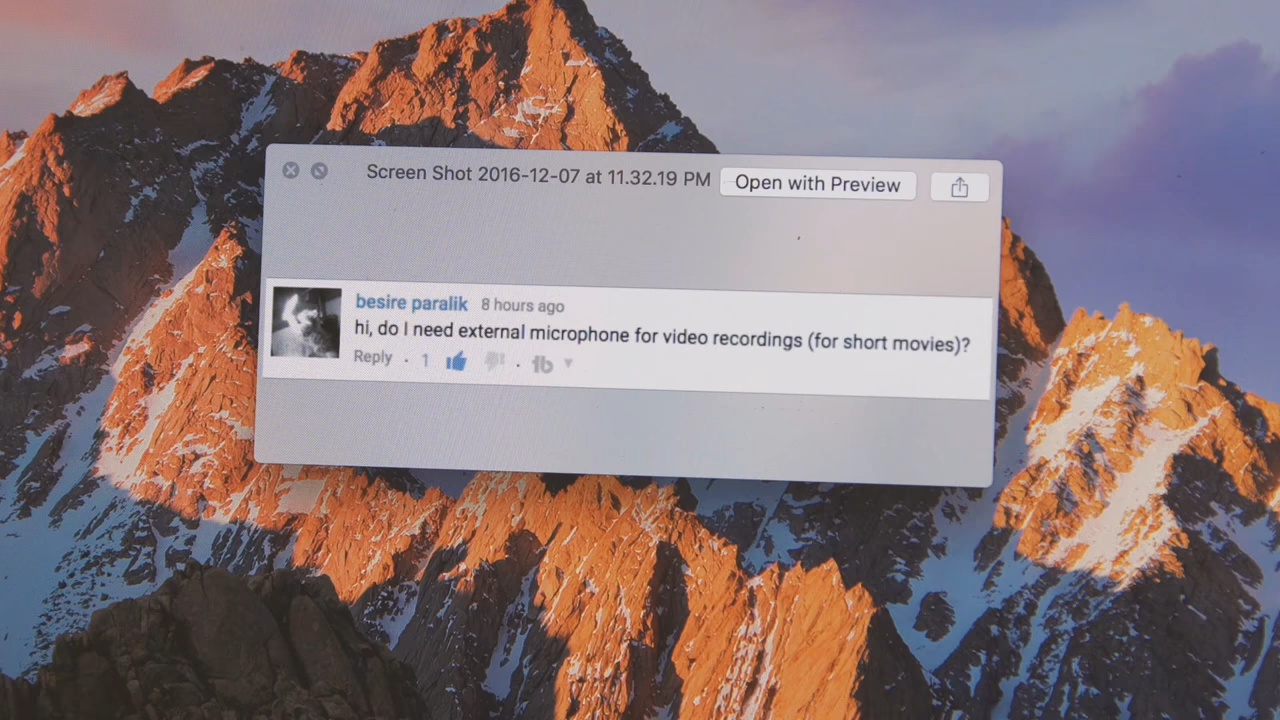 Screen Shot 2016-12-07 at 11.32.19 PM Open with Preview
besire paralik 8 hours ago
hi, do I need external microphone for video recordings (for short movies)?
Reply · 1 ·